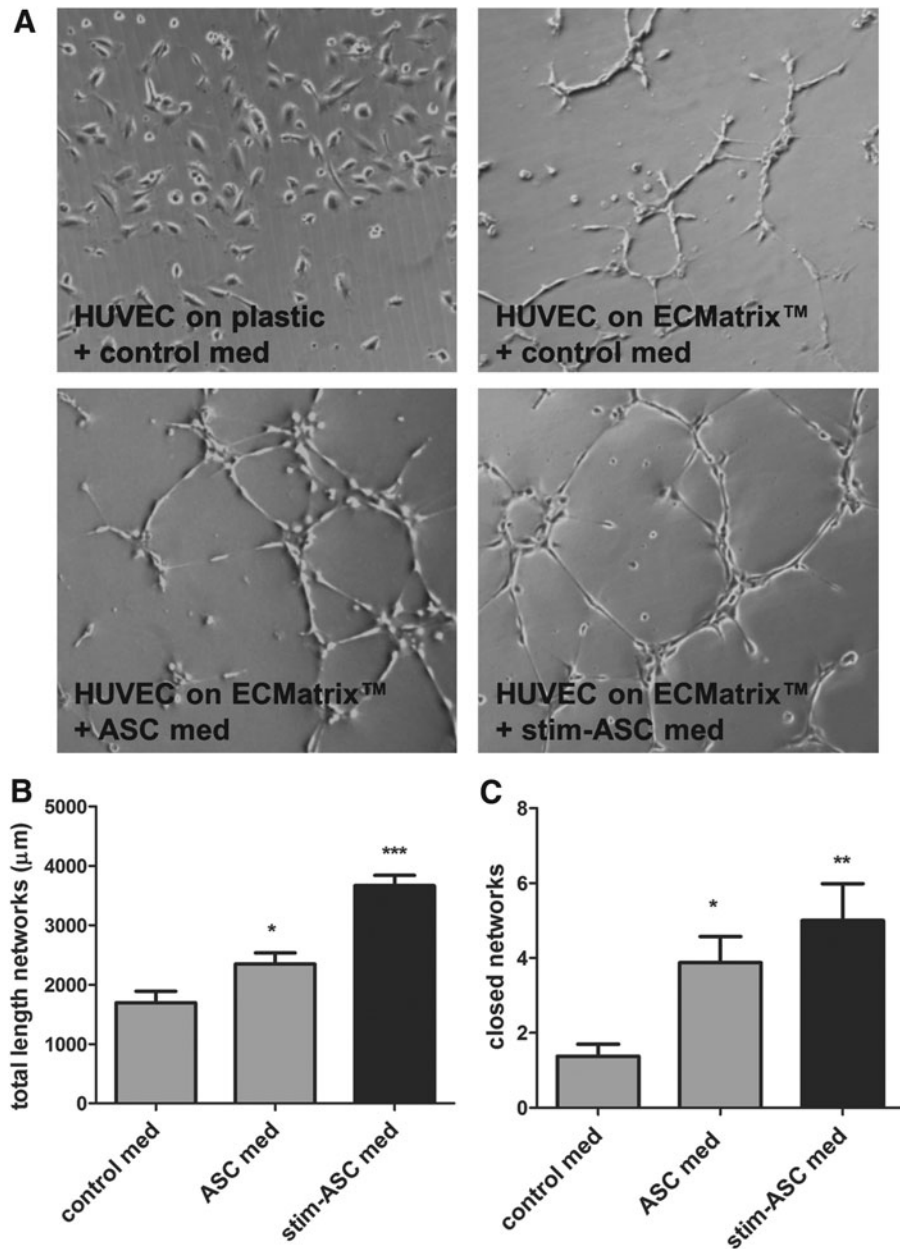 A
HUVEC on plastic
+ control med
HUVEC on ECMatrix™
+ control med
HUVEC on ECMatrix™
+ ASC med
HUVEC on ECMatrix™
+ stim-ASC med
B
total length networks (μm)
5000
4000
3000
2000
1000
0
*
***
control med
ASC med
stim-ASC med
C
closed networks
8
6
4
2
0
*
**
control med
ASC med
stim-ASC med